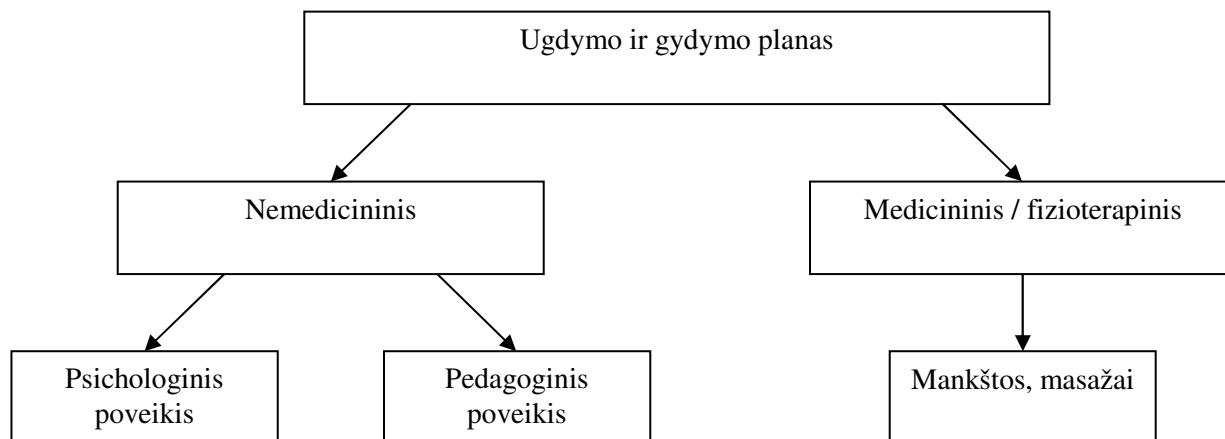 Ugdymo ir gydymo planas
Nemedicininis
Medicininis / fizioterapinis
Psichologinis
poveikis
Pedagoginis
poveikis
Mankštos, masažai